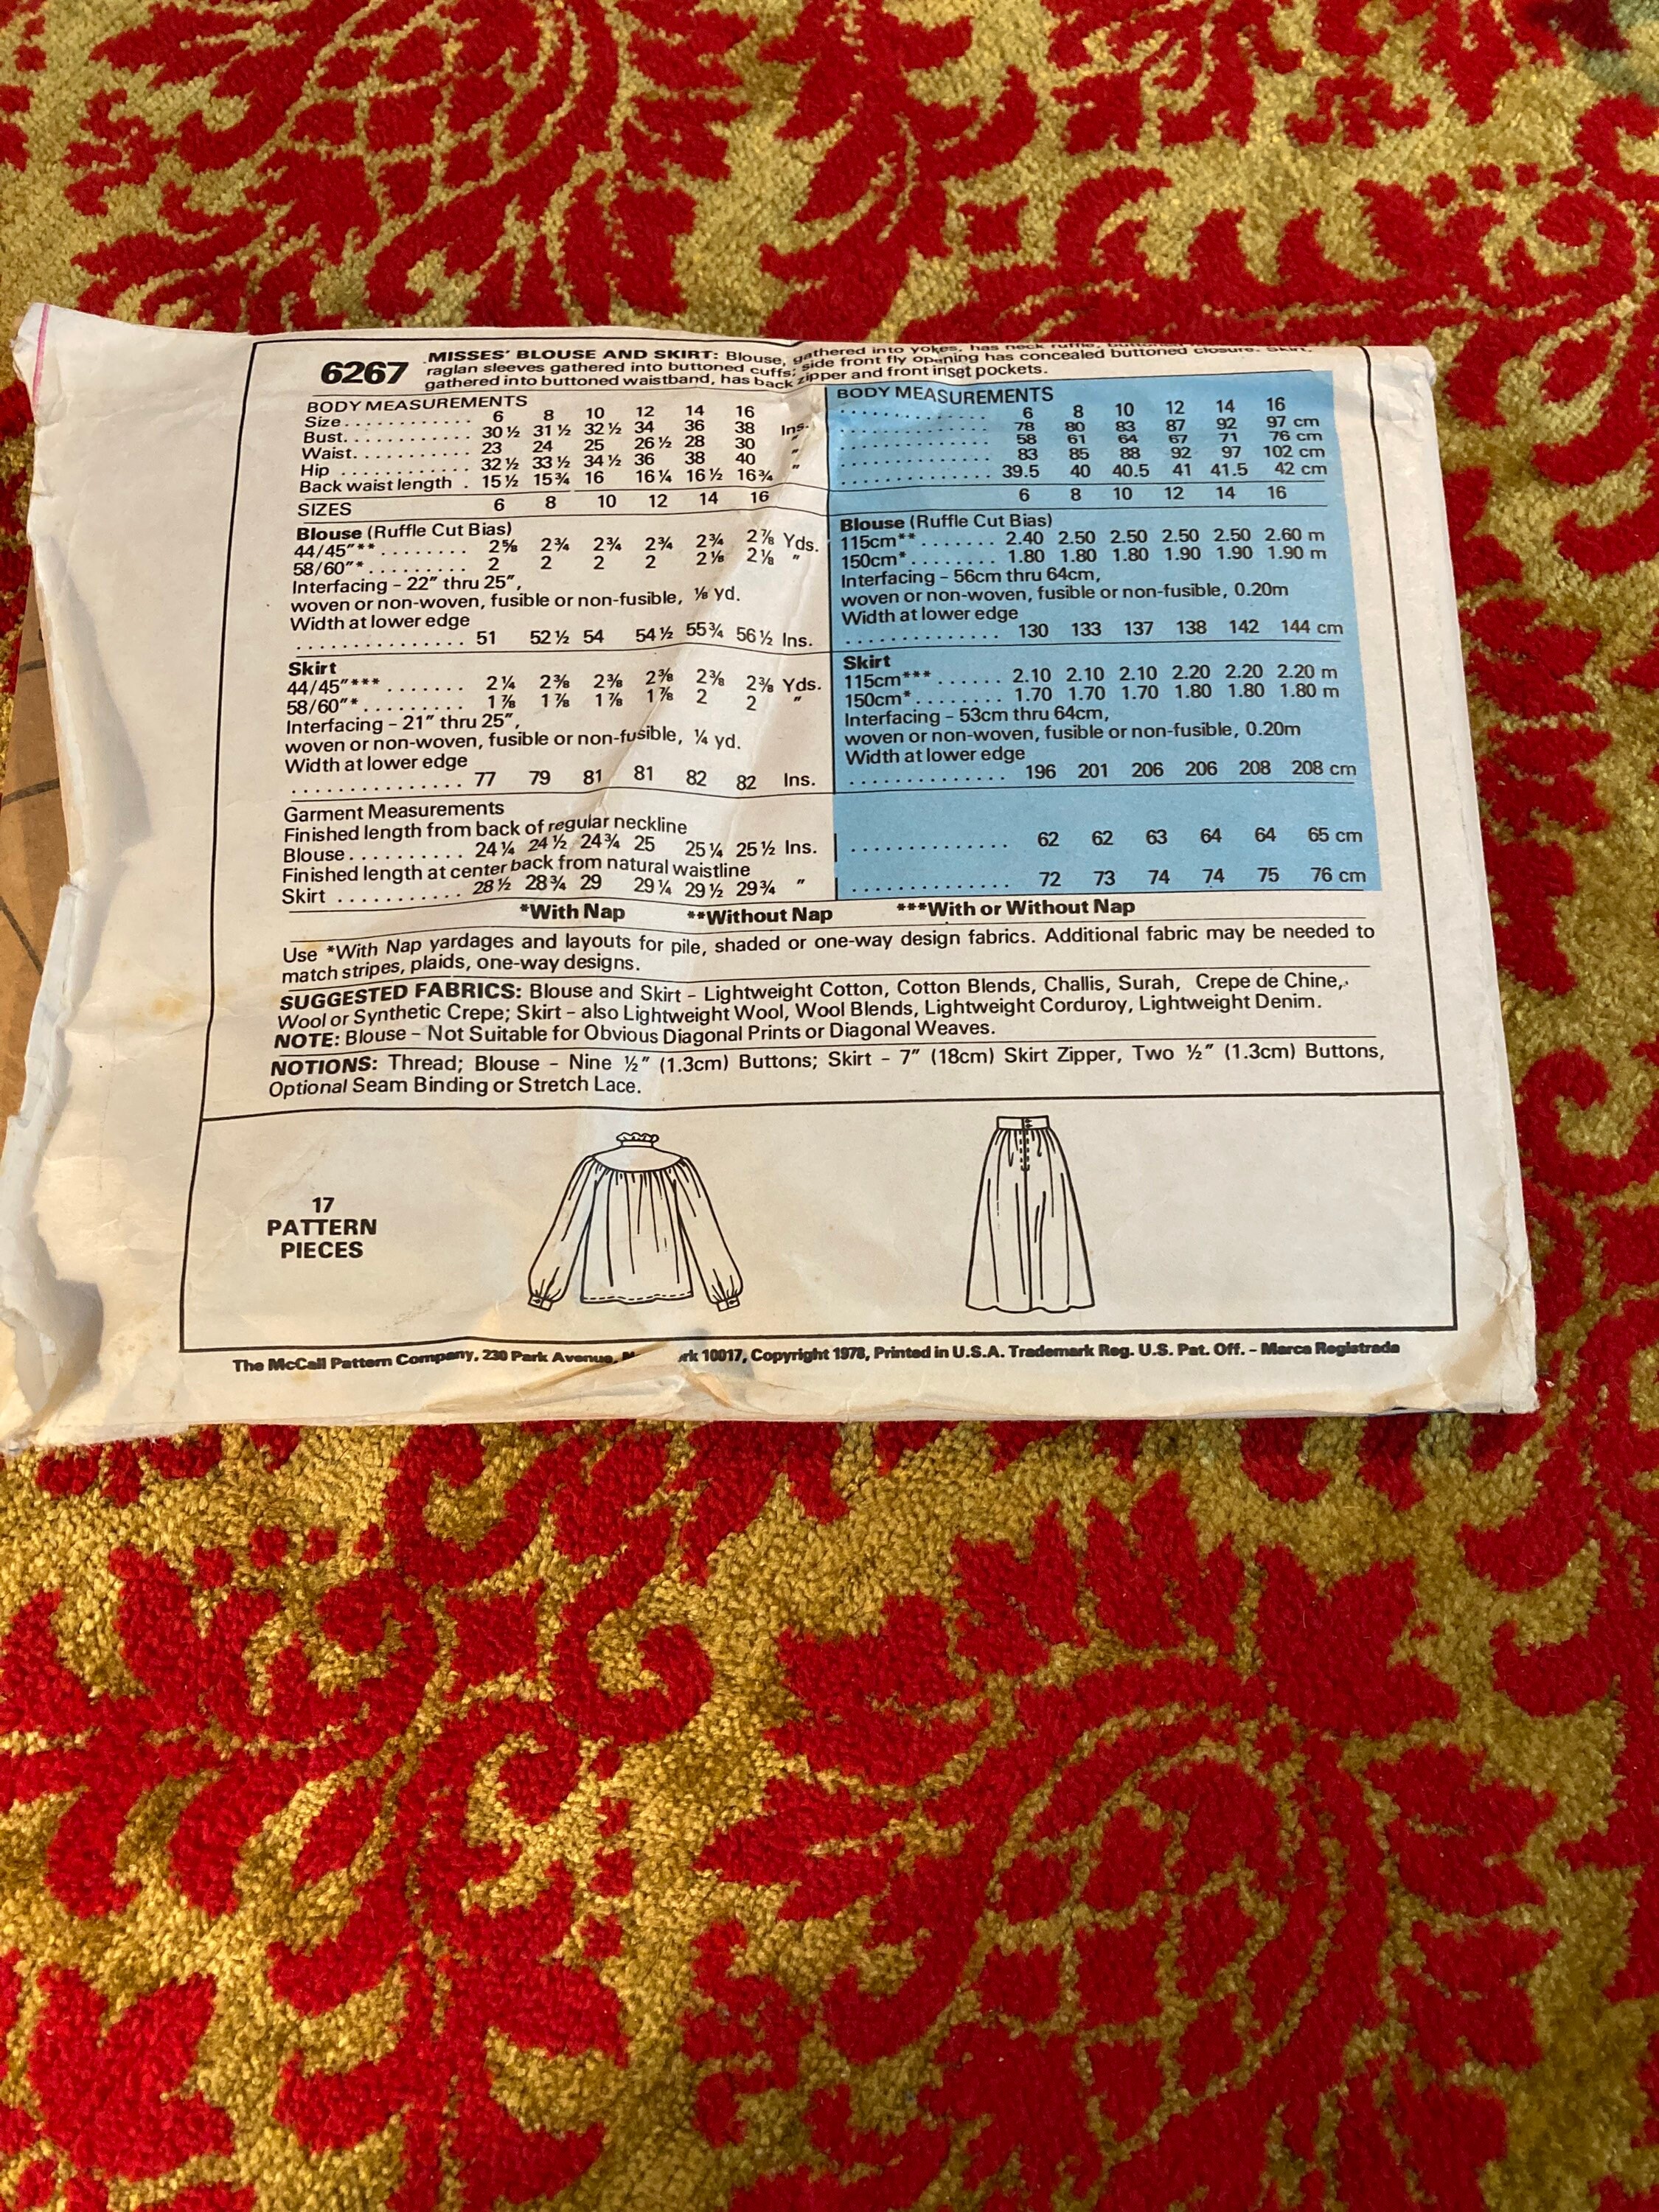 6267
MISSES' BLOUSE AND SKIRT: Blouse, gathered into yokes, has neck ruffle,
raglan sleeves gathered into buttoned cuffs; side front fly opening has concealed buttoned closure. Skirt,
gathered into buttoned waistband, has back zipper and front inset pockets.
BODY MEASUREMENTS
Size............ 6 8 10 12 14 16
Bust............ 30½ 31½ 32½ 34 36 38 Ins.
Waist............ 23 24 25 26½ 28 30 "
Hip ............ 32½ 33½ 34½ 36 38 40 "
Back waist length . 15½ 15¾ 16 16¼ 16½ 16¾
SIZES 6 8 10 12 14 16
Blouse (Ruffle Cut Bias)
44/45"**........ 2⅝ 2¾ 2¾ 2¾ 2¾ 2⅞ Yds.
58/60"*......... 2 2 2 2 2⅛ 2⅛ "
Interfacing – 22" thru 25",
woven or non-woven, fusible or non-fusible, ⅛ yd.
Width at lower edge
............... 51 52½ 54 54½ 55¾ 56½ Ins.
Skirt
44/45"***....... 2¼ 2⅜ 2⅜ 2⅜ 2⅜ 2⅜ Yds.
58/60"*......... 1⅞ 1⅞ 1⅞ 1⅞ 2 2 "
Interfacing – 21" thru 25",
woven or non-woven, fusible or non-fusible, ¼ yd.
Width at lower edge
............... 77 79 81 81 82 82 Ins.
Garment Measurements
Finished length from back of regular neckline
Blouse.......... 24¼ 24½ 24¾ 25 25¼ 25½ Ins.
Finished length at center back from natural waistline
Skirt ........... 28½ 28¾ 29 29¼ 29½ 29¾ "
BODY MEASUREMENTS
.............. 6 8 10 12 14 16
.............. 78 80 83 87 92 97 cm
.............. 58 61 64 67 71 76 cm
.............. 83 85 88 92 97 102 cm
.............. 39.5 40 40.5 41 41.5 42 cm
6 8 10 12 14 16
Blouse (Ruffle Cut Bias)
115cm**....... 2.40 2.50 2.50 2.50 2.50 2.60 m
150cm*........ 1.80 1.80 1.80 1.90 1.90 1.90 m
Interfacing – 56cm thru 64cm,
woven or non-woven, fusible or non-fusible, 0.20m
Width at lower edge
.............. 130 133 137 138 142 144 cm
Skirt
115cm***...... 2.10 2.10 2.10 2.20 2.20 2.20 m
150cm*........ 1.70 1.70 1.70 1.80 1.80 1.80 m
Interfacing – 53cm thru 64cm,
woven or non-woven, fusible or non-fusible, 0.20m
Width at lower edge
.............. 196 201 206 206 208 208 cm
.............. 62 62 63 64 64 65 cm
.............. 72 73 74 74 75 76 cm
*With Nap **Without Nap ***With or Without Nap
Use *With Nap yardages and layouts for pile, shaded or one-way design fabrics. Additional fabric may be needed to
match stripes, plaids, one-way designs.
SUGGESTED FABRICS: Blouse and Skirt – Lightweight Cotton, Cotton Blends, Challis, Surah, Crepe de Chine,
Wool or Synthetic Crepe; Skirt – also Lightweight Wool, Wool Blends, Lightweight Corduroy, Lightweight Denim.
NOTE: Blouse – Not Suitable for Obvious Diagonal Prints or Diagonal Weaves.
NOTIONS: Thread; Blouse – Nine ½" (1.3cm) Buttons; Skirt – 7" (18cm) Skirt Zipper, Two ½" (1.3cm) Buttons,
Optional Seam Binding or Stretch Lace.
17
PATTERN
PIECES
The McCall Pattern Company, 230 Park Avenue, 10017, Copyright 1978, Printed in U.S.A. Trademark Reg. U.S. Pat. Off. – Marca Registrada